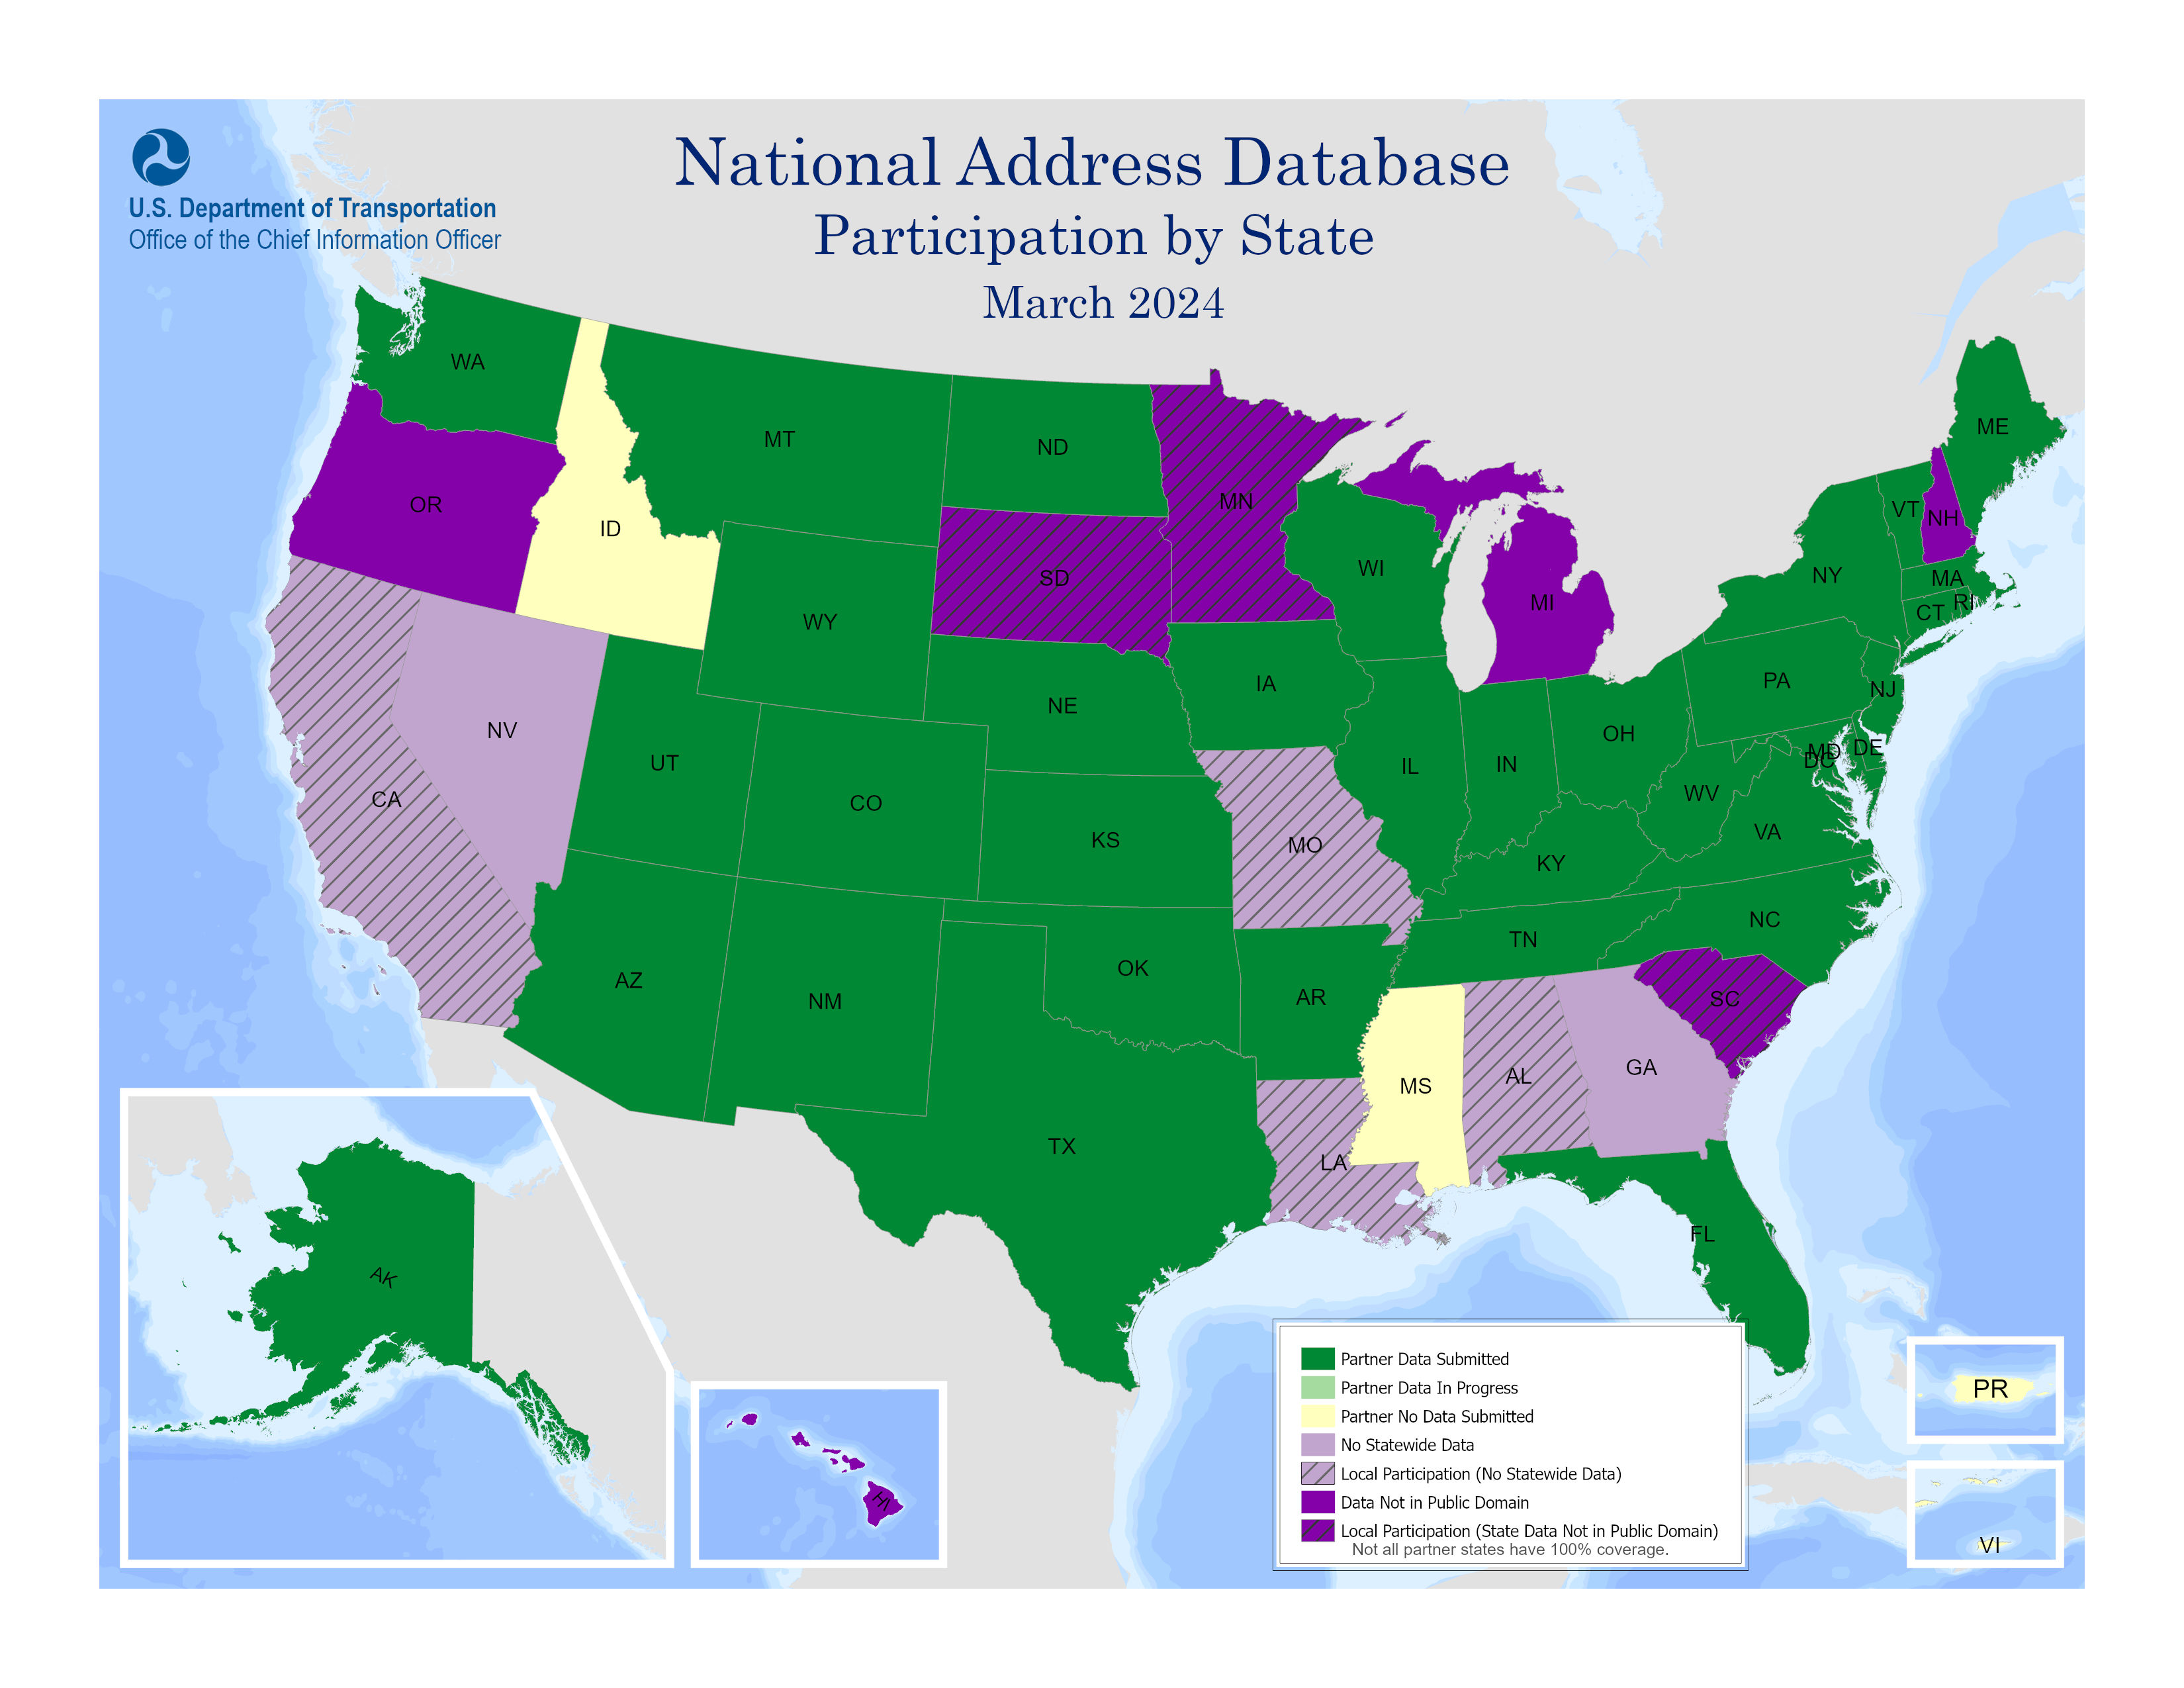 National Address Database
Participation by State
March 2024
U.S. Department of Transportation
Office of the Chief Information Officer
WA
MT
ND
MN
ME
OR
ID
SD
WI
MI
VT
NH
NY
MA
CT
RI
WY
NE
IA
PA
NJ
NV
UT
CO
KS
IL
IN
OH
MD
DE
DC
WV
VA
CA
MO
KY
NC
TN
AZ
NM
OK
AR
SC
MS
AL
GA
TX
LA
FL
AK
HI
PR
VI
Partner Data Submitted
Partner Data In Progress
Partner No Data Submitted
No Statewide Data
Local Participation (No Statewide Data)
Data Not in Public Domain
Local Participation (State Data Not in Public Domain)
Not all partner states have 100% coverage.